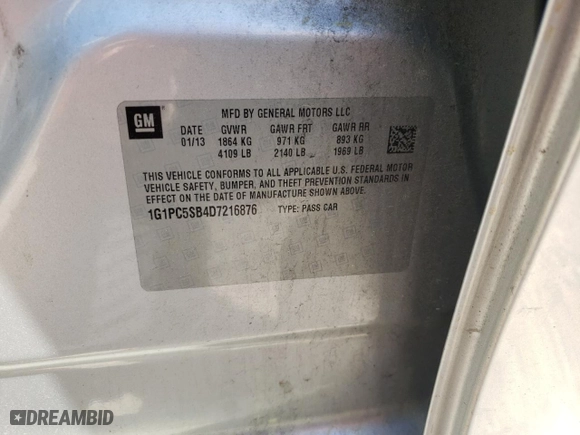 GM
MFD BY GENERAL MOTORS LLC
DATE GVWR GAWR FRT GAWR RR
01/13 1864 KG 971 KG 893 KG
4109 LB 2140 LB 1969 LB
THIS VEHICLE CONFORMS TO ALL APPLICABLE U.S. FEDERAL MOTOR
VEHICLE SAFETY, BUMPER, AND THEFT PREVENTION STANDARDS IN
EFFECT ON THE DATE OF MANUFACTURE SHOWN ABOVE.
1G1PC5SB4D7216876 TYPE: PASS CAR
DREAMBID